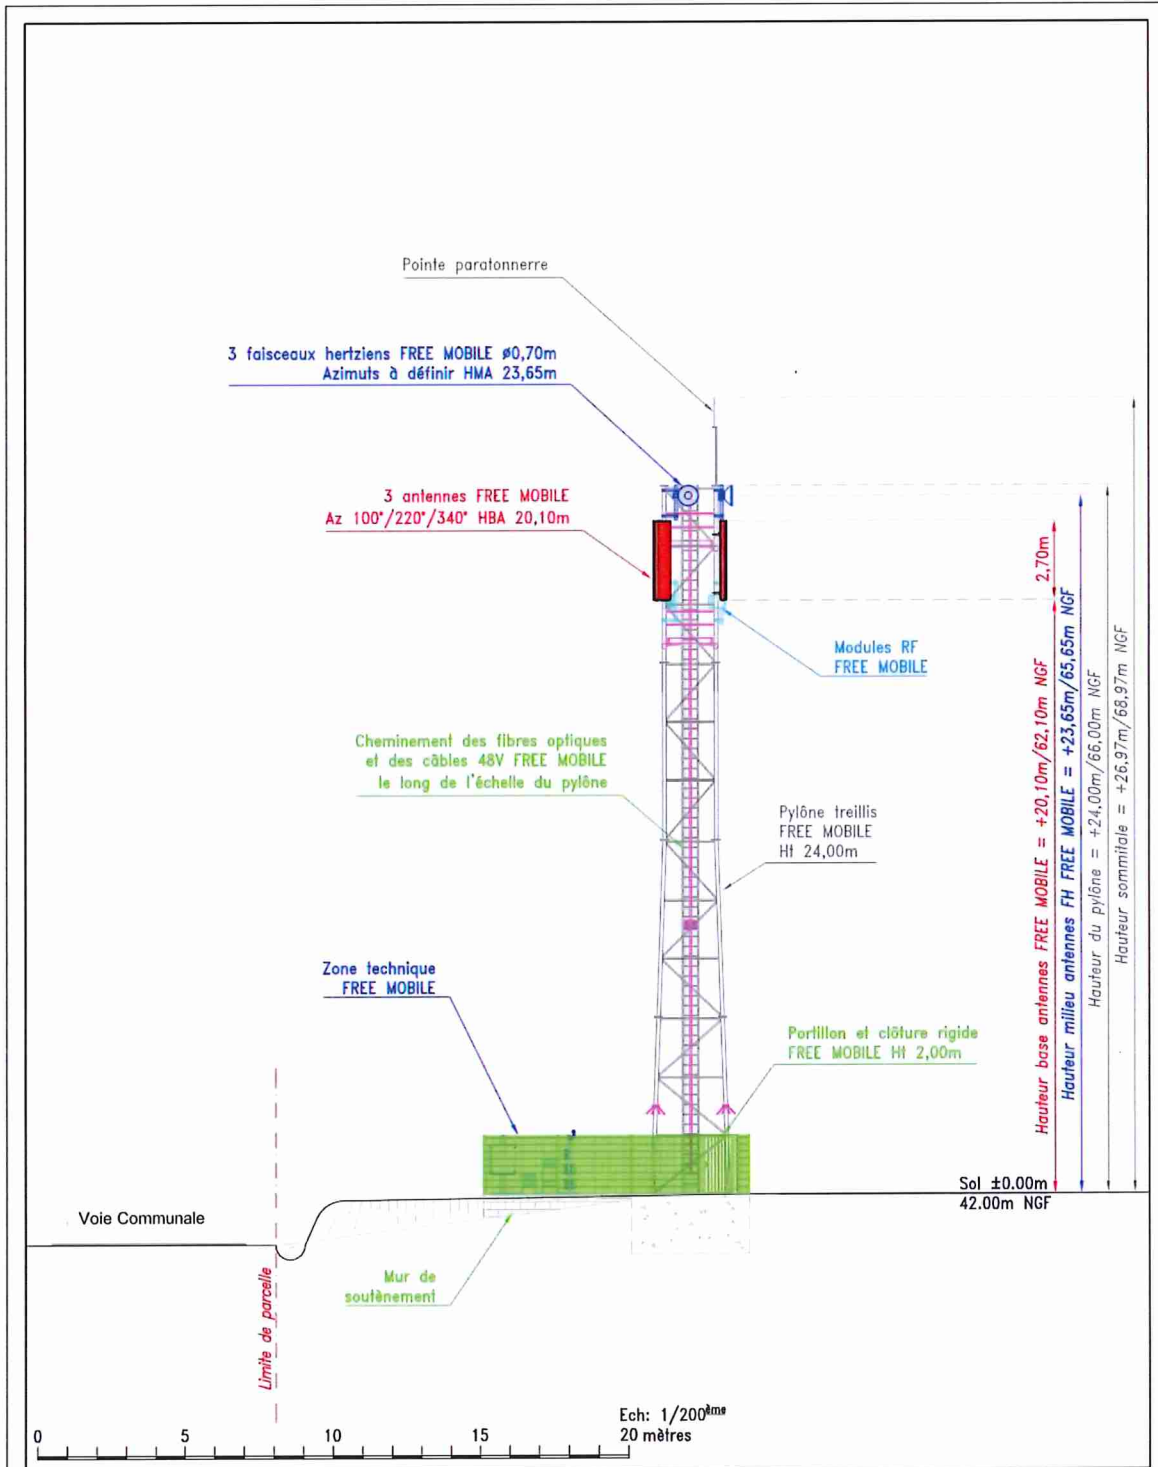 Pointe paratonnerre
3 faisceaux hertziens FREE MOBILE ø0,70m
Azimuts à définir HMA 23,65m
3 antennes FREE MOBILE
Az 100°/220°/340° HBA 20,10m
2,70m
Modules RF
FREE MOBILE
Cheminement des fibres optiques
et des câbles 48V FREE MOBILE
le long de l'échelle du pylône
Pylône treillis
FREE MOBILE
Ht 24,00m
Hauteur base antennes FREE MOBILE = +20,10m/62,10m NGF
Hauteur milieu antennes FH FREE MOBILE = +23,65m/65,65m NGF
Hauteur du pylône = +24,00m/66,00m NGF
Hauteur sommitale = +26,97m/68,97m NGF
Zone technique
FREE MOBILE
Portillon et clôture rigide
FREE MOBILE Ht 2,00m
Sol ±0.00m
42.00m NGF
Voie Communale
Mur de
soutènement
Limite de parcelle
Ech: 1/200ème
0 5 10 15 20 mètres